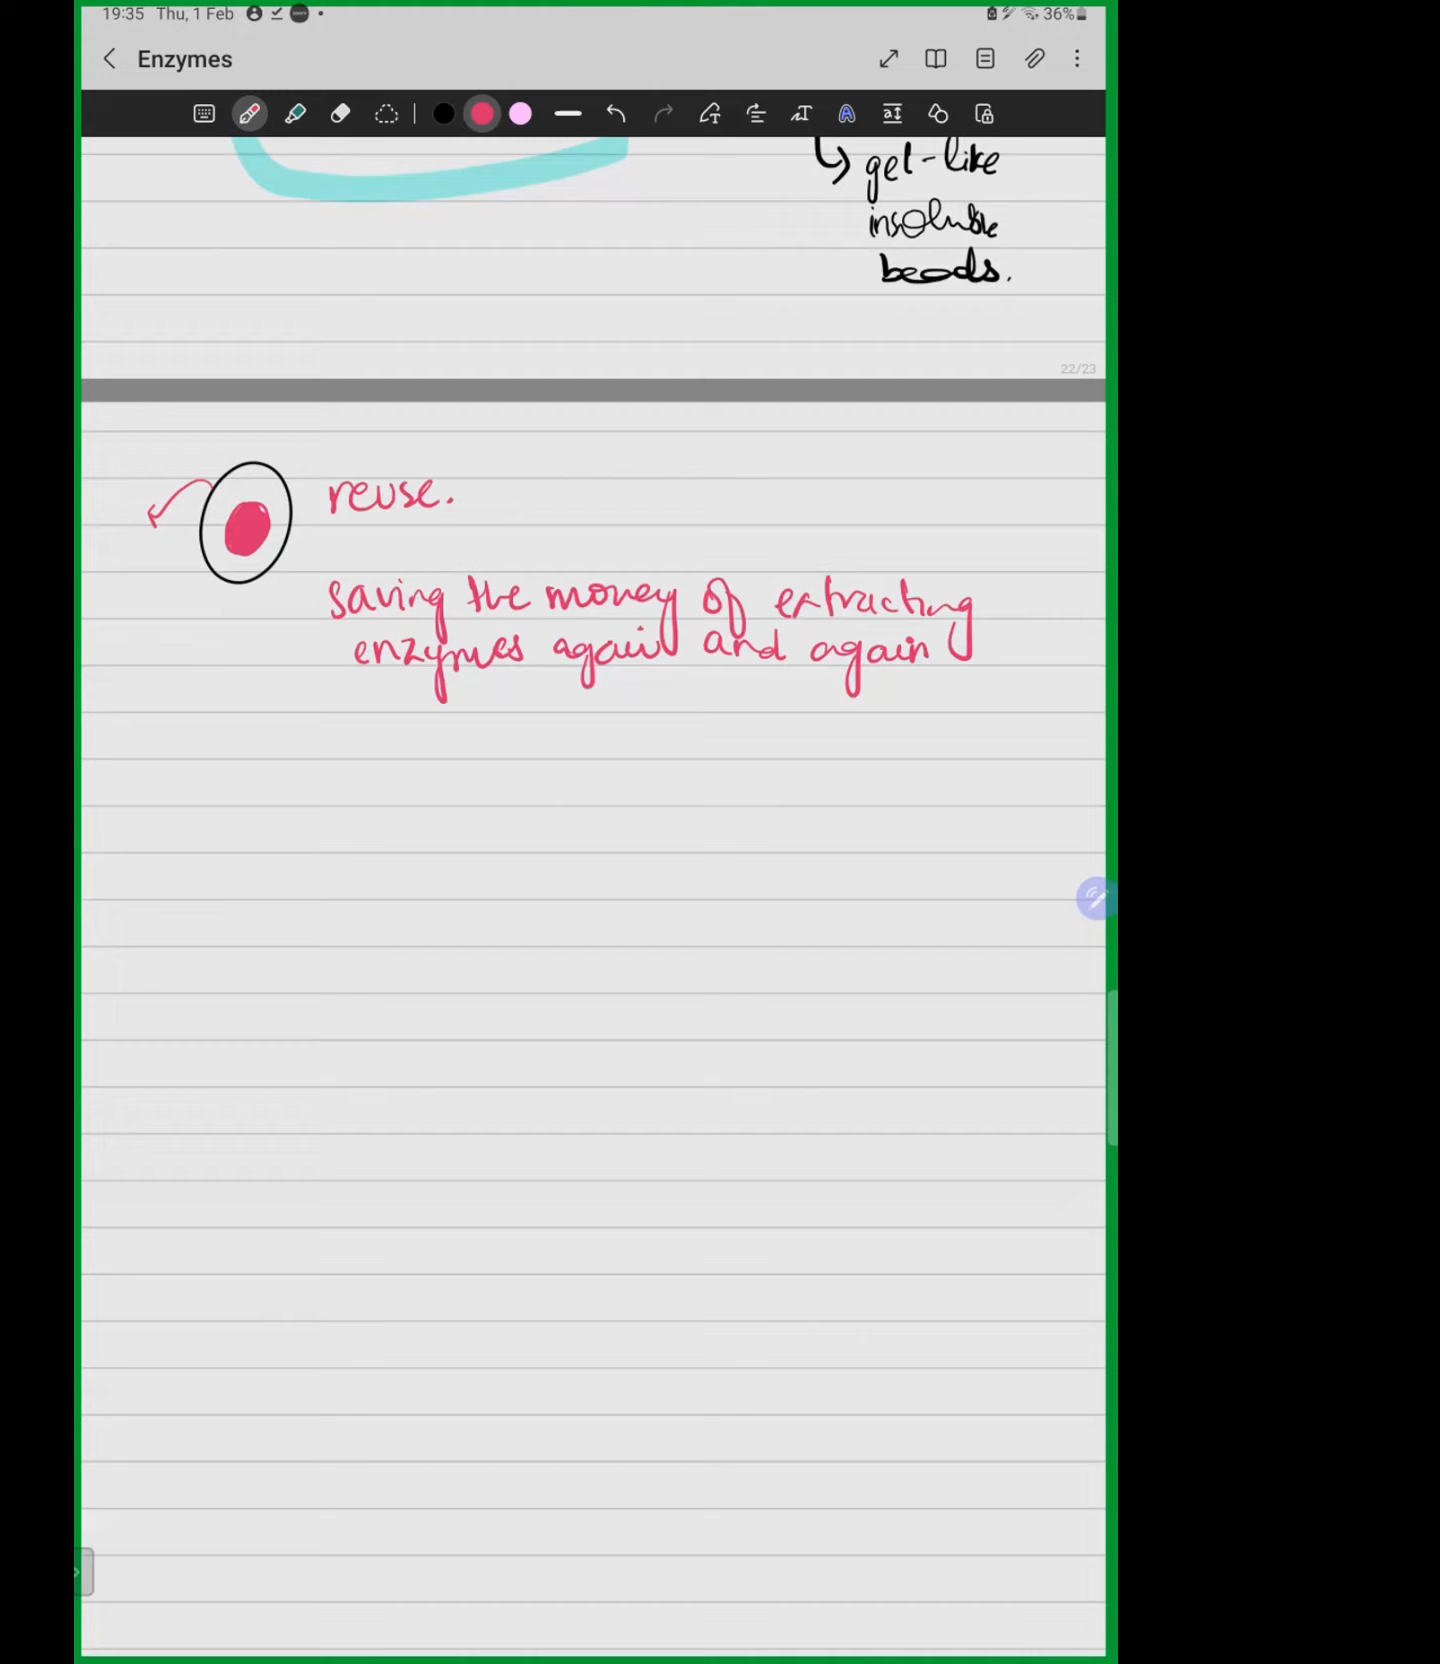 19:35 Thu, 1 Feb
36%
Enzymes
gel-like
insoluble
beads.
22/23
reuse.
saving the money of extracting
enzymes again and again